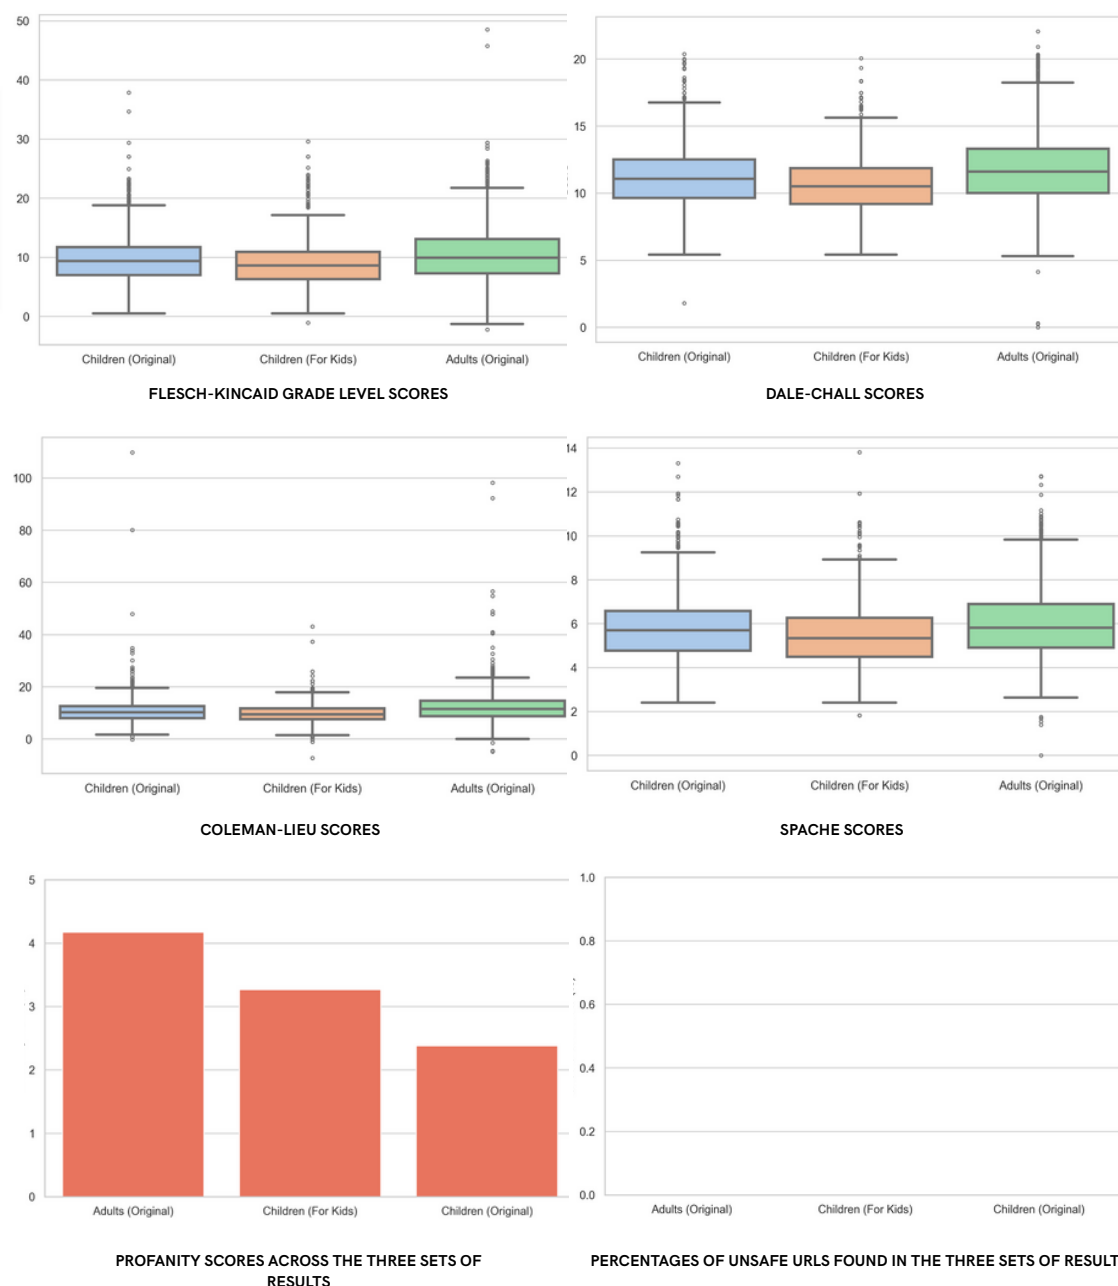 50
40
30
20
10
0
Children (Original) Children (For Kids) Adults (Original)
FLESCH-KINCAID GRADE LEVEL SCORES
20
15
10
5
0
Children (Original) Children (For Kids) Adults (Original)
DALE-CHALL SCORES
100
80
60
40
20
0
Children (Original) Children (For Kids) Adults (Original)
COLEMAN-LIEU SCORES
14
12
10
8
6
4
2
0
Children (Original) Children (For Kids) Adults (Original)
SPACHE SCORES
5
4
3
2
1
0
Adults (Original) Children (For Kids) Children (Original)
PROFANITY SCORES ACROSS THE THREE SETS OF
RESULTS
1.0
0.8
0.6
0.4
0.2
0.0
Adults (Original) Children (For Kids) Children (Original)
PERCENTAGES OF UNSAFE URLS FOUND IN THE THREE SETS OF RESULT